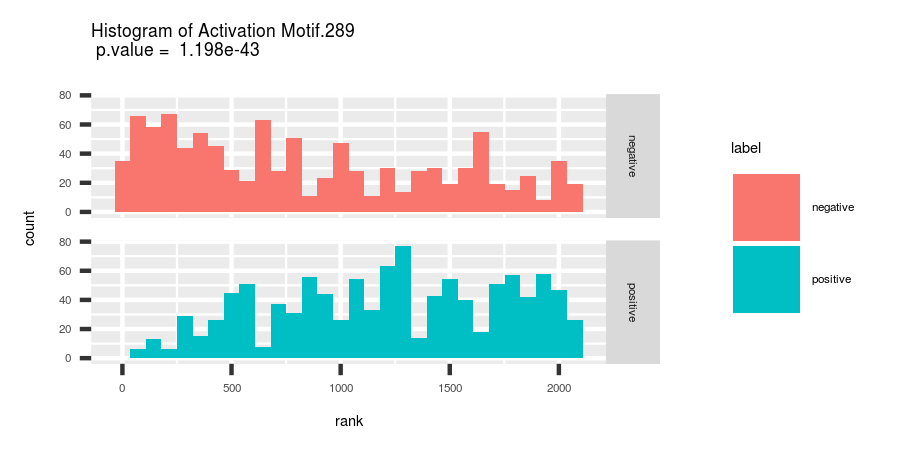 Histogram of Activation Motif.289
p.value = 1.198e-43
80
60
40
20
0
negative
80
60
40
20
0
positive
0 500 1000 1500 2000
rank
count
label
negative
positive